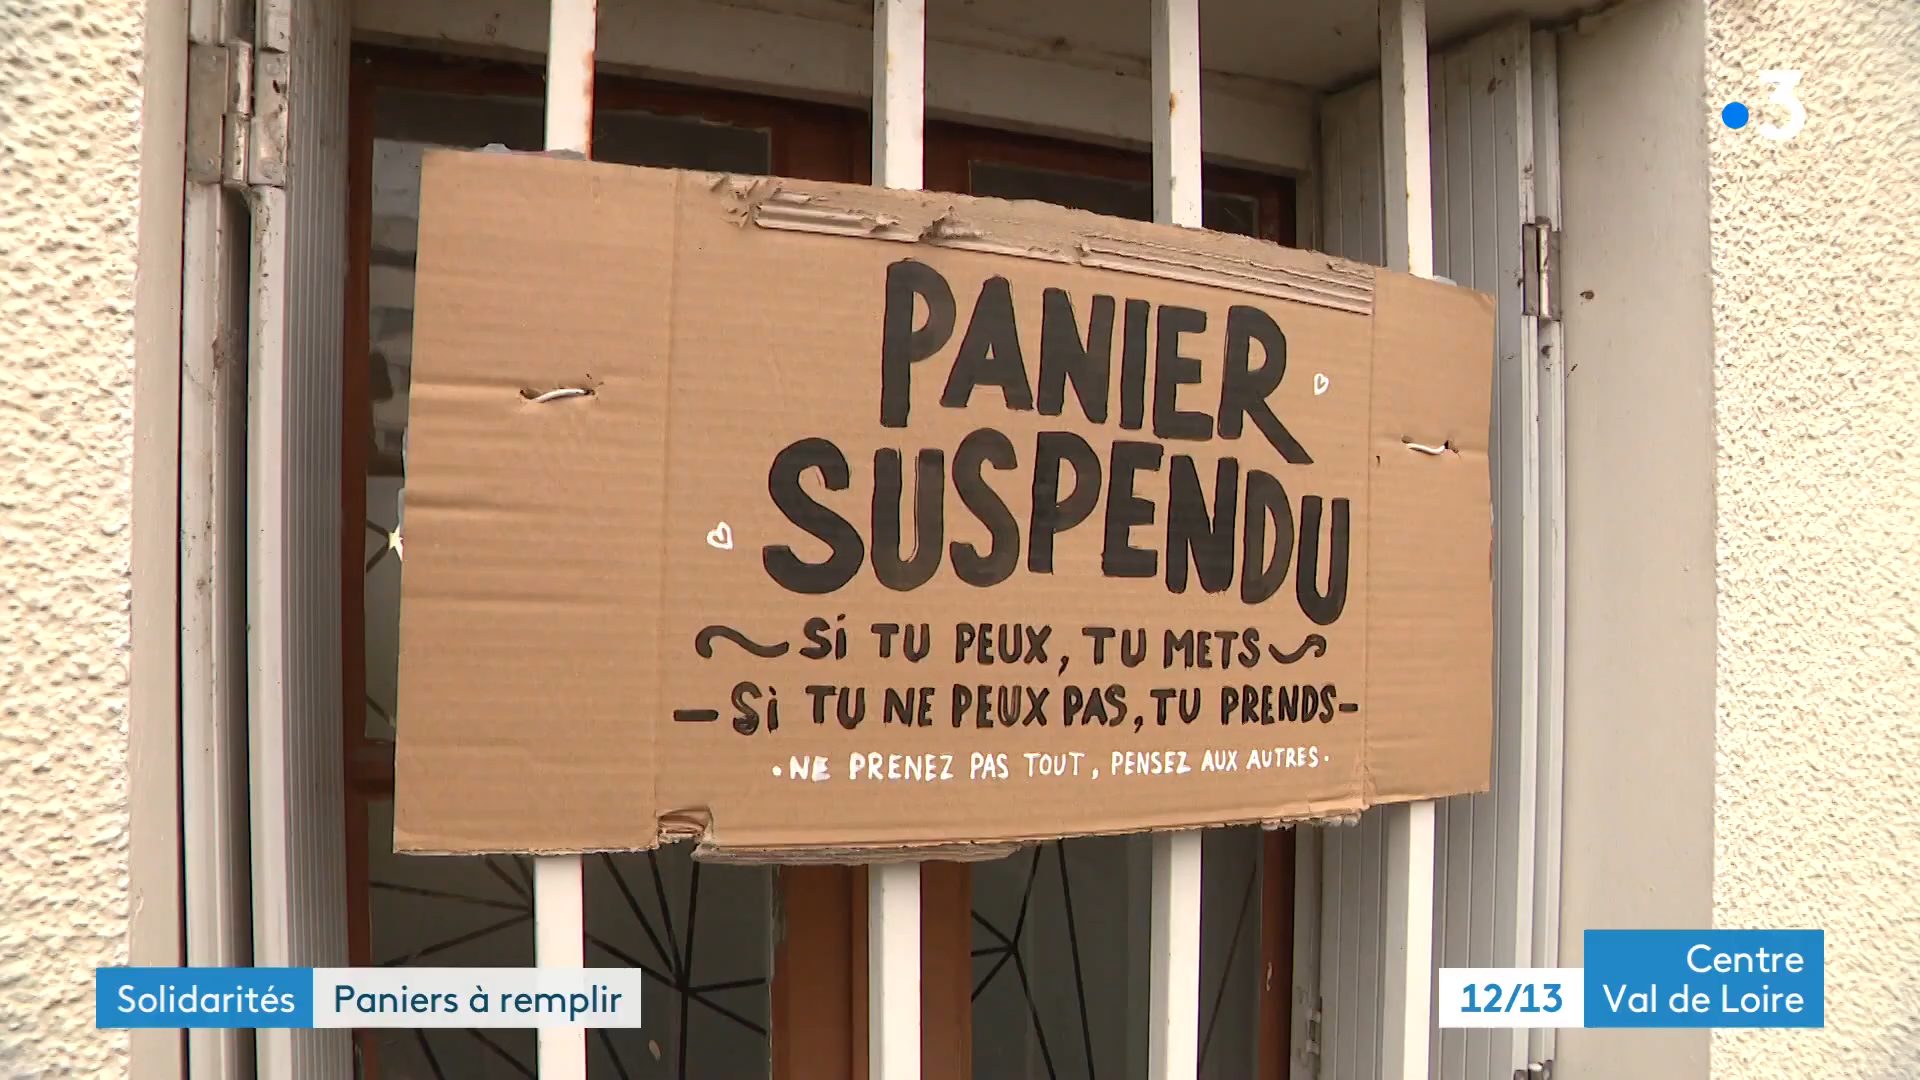 3
PANIER
SUSPENDU
Si TU PEUX, TU METS
- Si TU NE PEUX PAS, TU PRENDS -
• NE PRENEZ PAS TOUT, PENSEZ AUX AUTRES •
Solidarités Paniers à remplir
12/13 Centre
Val de Loire